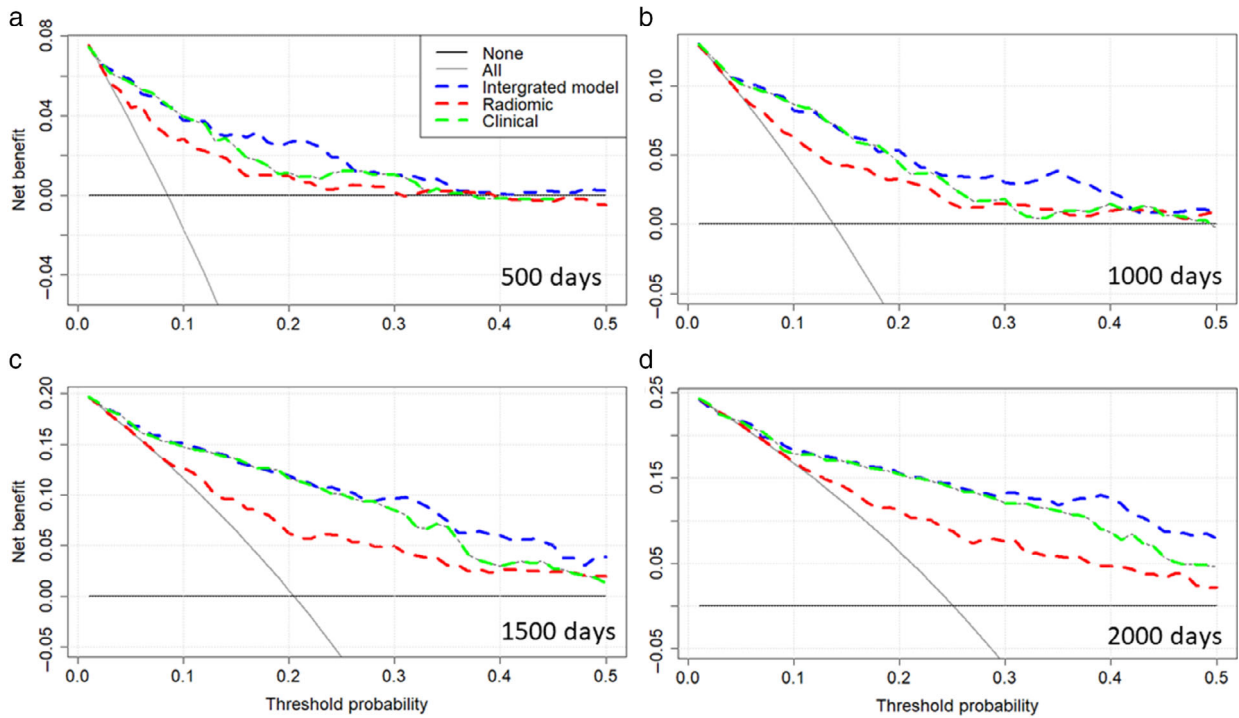 a
0.08
0.04
0.00
−0.04
Net benefit
None
All
Intergrated model
Radiomic
Clinical
500 days
0.0 0.1 0.2 0.3 0.4 0.5
b
0.10
0.05
0.00
−0.05
1000 days
0.0 0.1 0.2 0.3 0.4 0.5
c
0.20
0.15
0.10
0.05
0.00
−0.05
Net benefit
1500 days
0.0 0.1 0.2 0.3 0.4 0.5
Threshold probability
d
0.25
0.15
0.05
−0.05
2000 days
0.0 0.1 0.2 0.3 0.4 0.5
Threshold probability